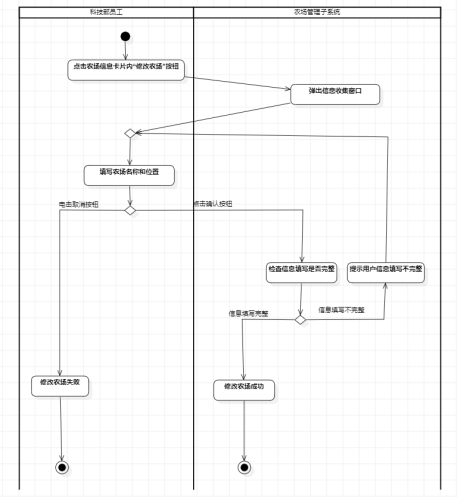 科技部员工
农场管理子系统
点击农场信息卡片内“修改农场”按钮
弹出信息收集窗口
填写农场名称和位置
电击取消按钮
点击确认按钮
检查信息填写是否完整
提示用户信息填写不完整
信息填写完整
信息填写不完整
修改农场失败
修改农场成功